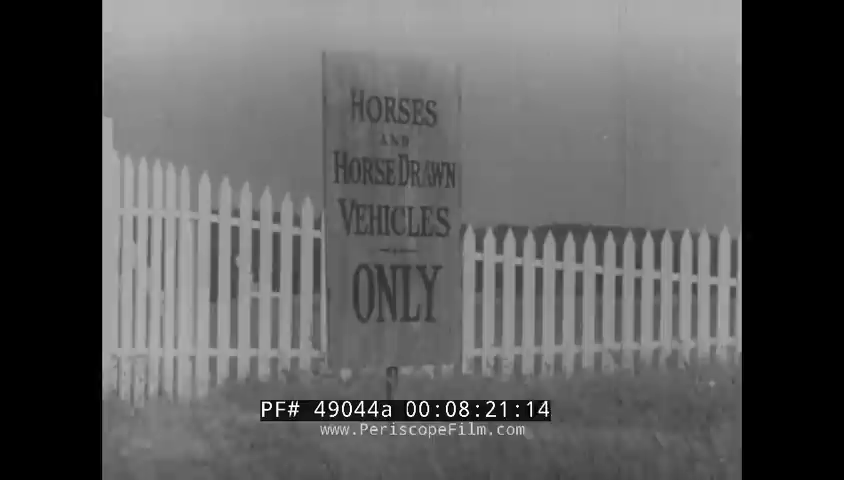 HORSES
AND
HORSE DRAWN
VEHICLES
ONLY
PF# 49044a 00:08:21:14
www.PeriscopeFilm.com